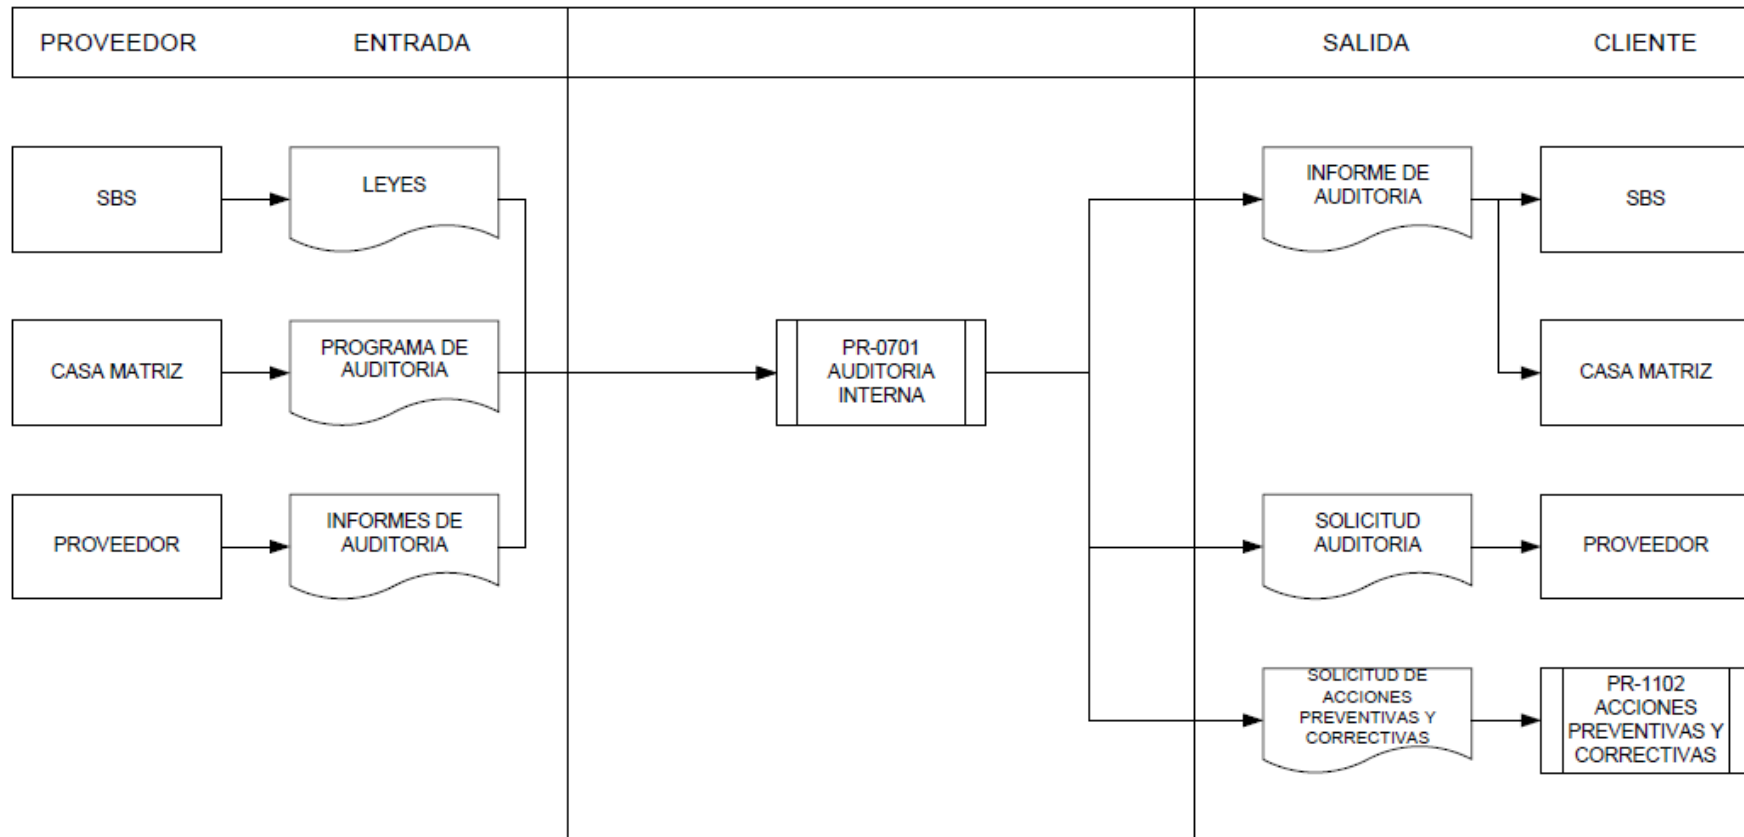 PROVEEDOR ENTRADA SALIDA CLIENTE
SBS
LEYES
INFORME DE
AUDITORIA
SBS
CASA MATRIZ
PROGRAMA DE
AUDITORIA
PR-0701
AUDITORIA
INTERNA
CASA MATRIZ
PROVEEDOR
INFORMES DE
AUDITORIA
SOLICITUD
AUDITORIA
PROVEEDOR
SOLICITUD DE
ACCIONES
PREVENTIVAS Y
CORRECTIVAS
PR-1102
ACCIONES
PREVENTIVAS Y
CORRECTIVAS